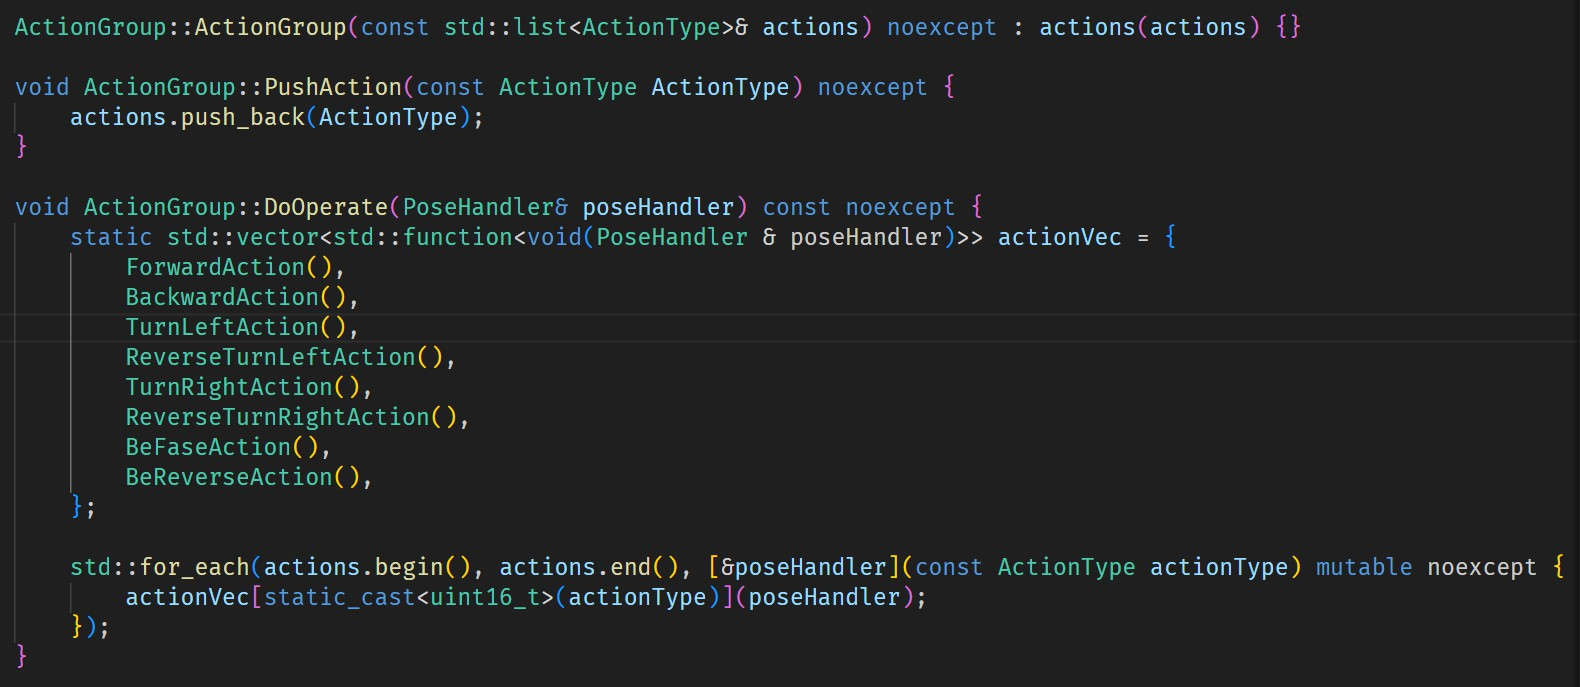 ActionGroup::ActionGroup(const std::list<ActionType>& actions) noexcept : actions(actions) {}
void ActionGroup::PushAction(const ActionType ActionType) noexcept {
    actions.push_back(ActionType);
}
void ActionGroup::DoOperate(PoseHandler& poseHandler) const noexcept {
    static std::vector<std::function<void(PoseHandler & poseHandler)>> actionVec = {
        ForwardAction(),
        BackwardAction(),
        TurnLeftAction(),
        ReverseTurnLeftAction(),
        TurnRightAction(),
        ReverseTurnRightAction(),
        BeFaseAction(),
        BeReverseAction(),
    };
    std::for_each(actions.begin(), actions.end(), [&poseHandler](const ActionType actionType) mutable noexcept {
        actionVec[static_cast<uint16_t>(actionType)](poseHandler);
    });
}